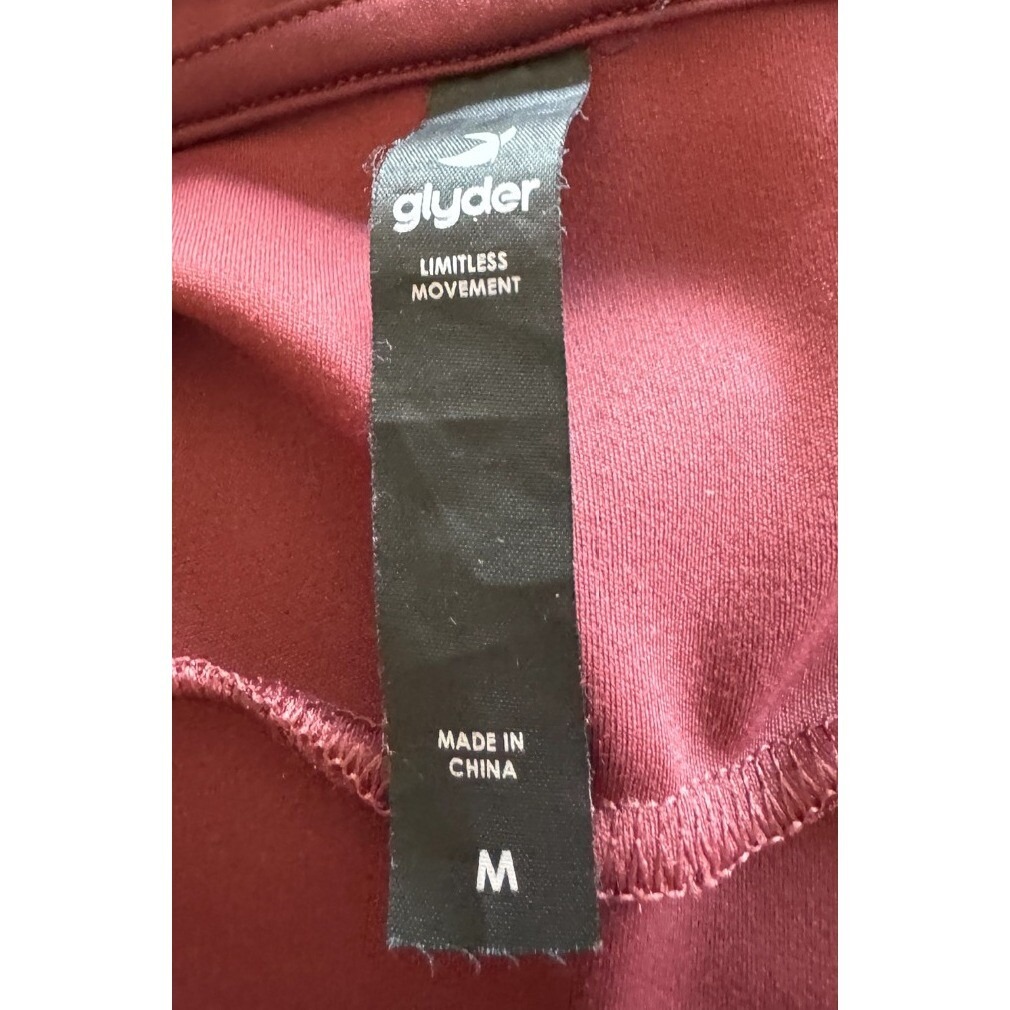 glyder
LIMITLESS
MOVEMENT
MADE IN
CHINA
M